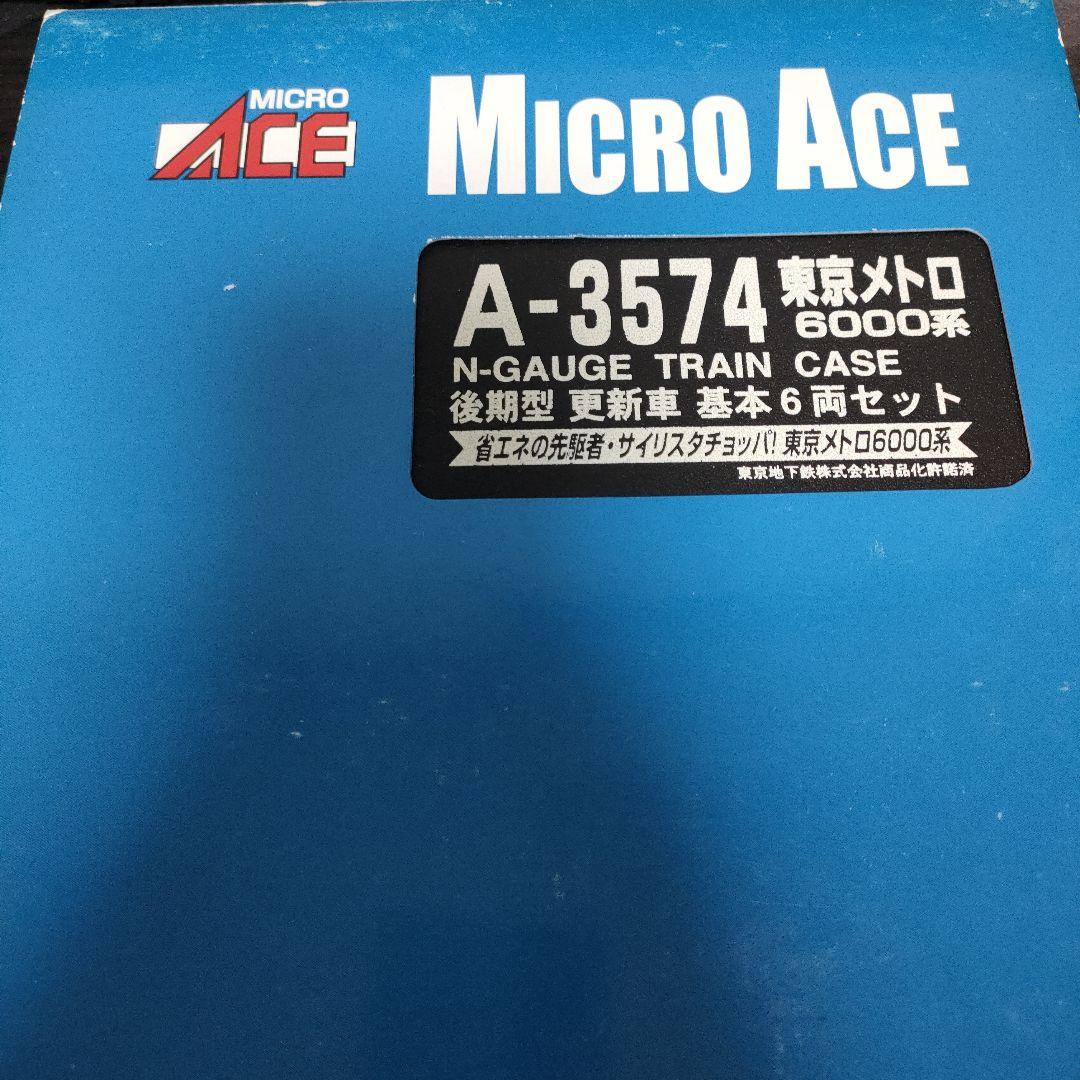 MICRO
ACE
MICRO ACE
A-3574 東京メトロ
6000系
N-GAUGE TRAIN CASE
後期型 更新車 基本6両セット
省エネの先駆者・サイリスタチョッパ! 東京メトロ6000系
東京地下鉄株式会社商品化許諾済